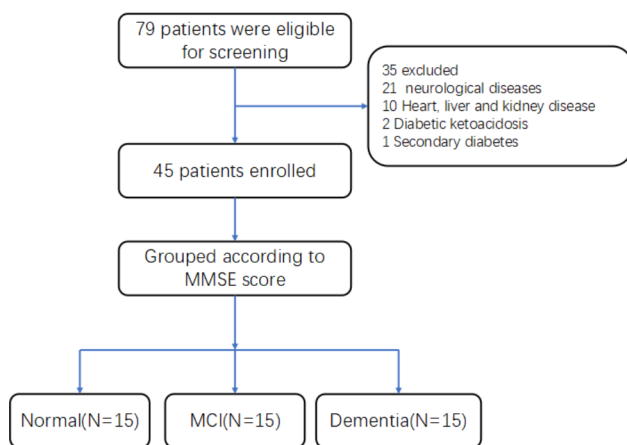 79 patients were eligible
for screening
35 excluded
21 neurological diseases
10 Heart, liver and kidney disease
2 Diabetic ketoacidosis
1 Secondary diabetes
45 patients enrolled
Grouped according to
MMSE score
Normal(N=15)
MCI(N=15)
Dementia(N=15)